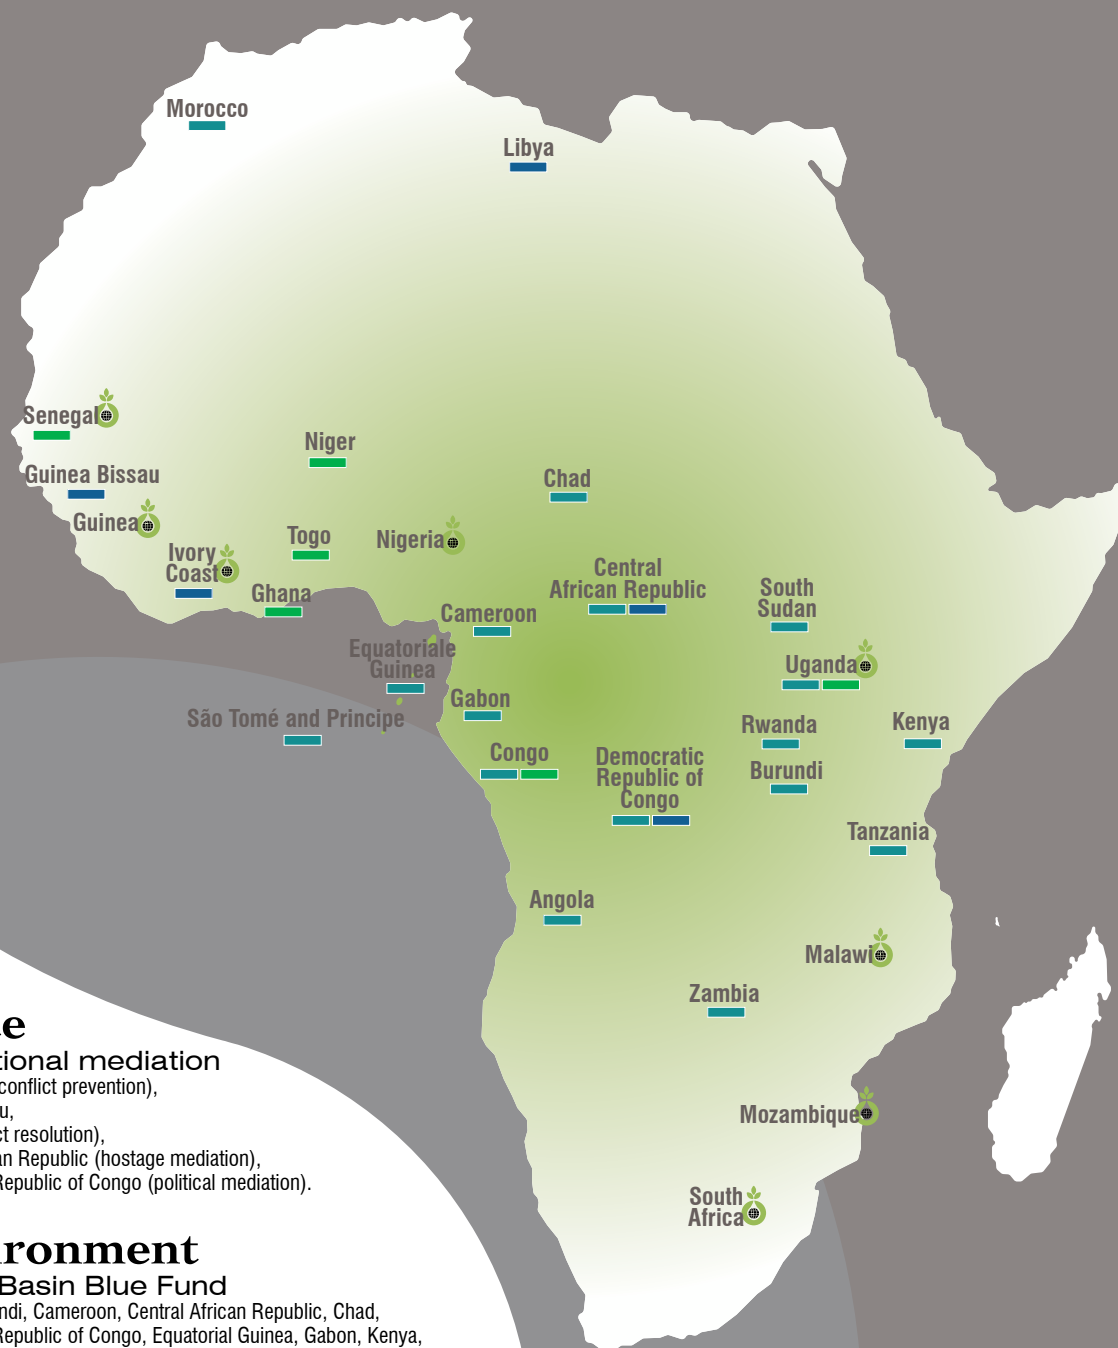 Morocco
Libya
Senegal
Niger
Guinea Bissau
Chad
Guinea
Togo
Nigeria
Ivory
Coast
Central
African Republic
Ghana
South
Sudan
Cameroon
Equatoriale
Guinea
Uganda
Gabon
São Tomé and Principe
Rwanda
Kenya
Congo
Democratic
Republic of
Congo
Burundi
Tanzania
Angola
Malawi
Zambia
Mozambique
South
Africa
e
tional mediation
conflict prevention),
u,
ct resolution),
an Republic (hostage mediation),
Republic of Congo (political mediation).
ironment
Basin Blue Fund
ndi, Cameroon, Central African Republic, Chad,
Republic of Congo, Equatorial Guinea, Gabon, Kenya,